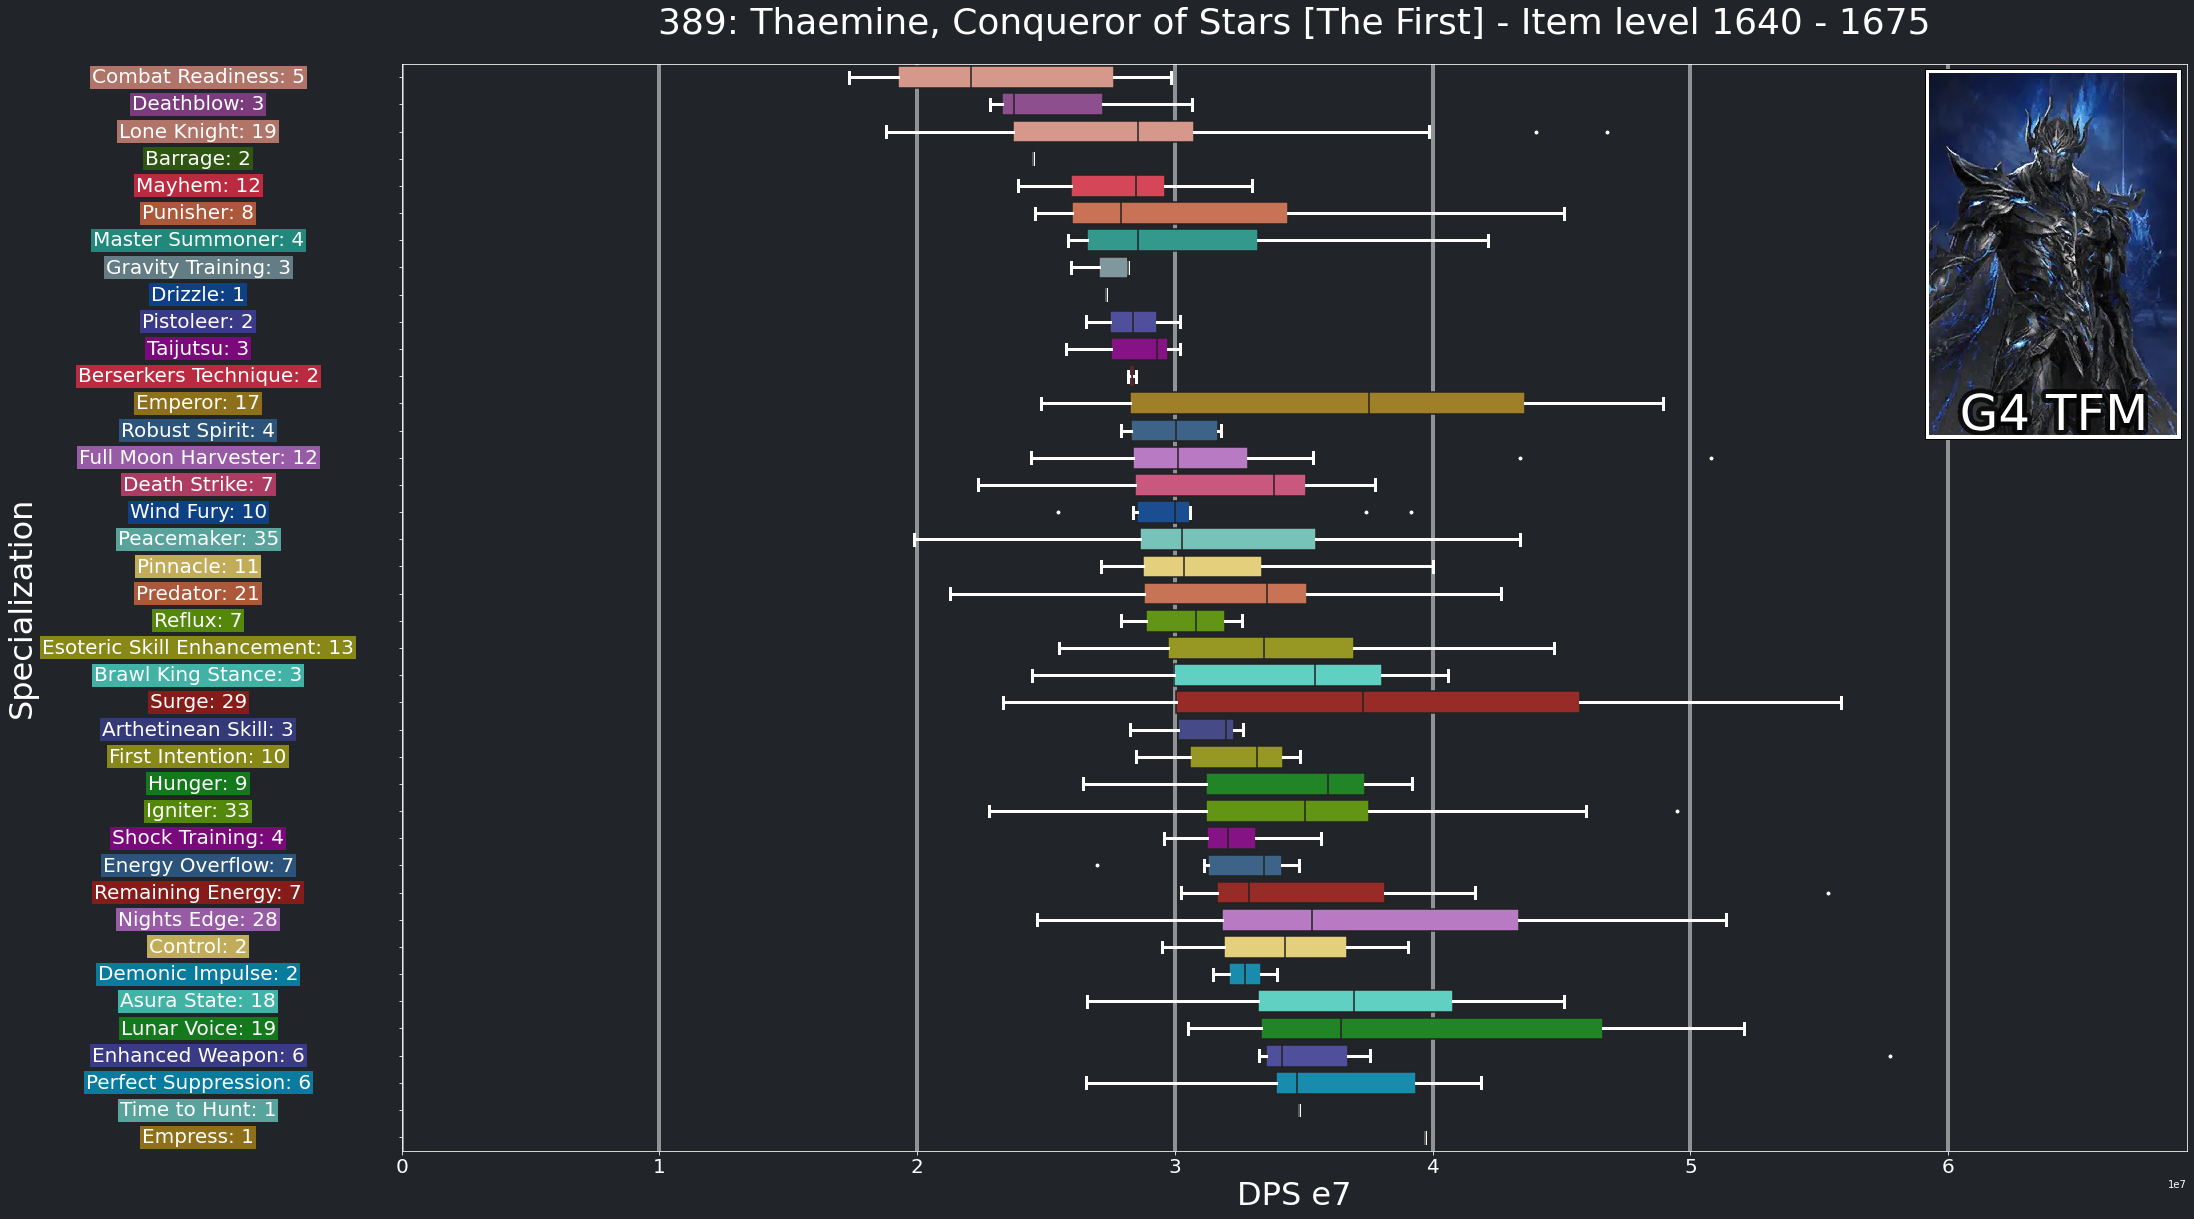 389: Thaemine, Conqueror of Stars [The First] - Item level 1640 - 1675
Combat Readiness: 5
Deathblow: 3
Lone Knight: 19
Barrage: 2
Mayhem: 12
Punisher: 8
Master Summoner: 4
Gravity Training: 3
Drizzle: 1
Pistoleer: 2
Taijutsu: 3
Berserkers Technique: 2
Emperor: 17
Robust Spirit: 4
Full Moon Harvester: 12
Death Strike: 7
Wind Fury: 10
Peacemaker: 35
Pinnacle: 11
Predator: 21
Reflux: 7
Esoteric Skill Enhancement: 13
Brawl King Stance: 3
Surge: 29
Arthetinean Skill: 3
First Intention: 10
Hunger: 9
Igniter: 33
Shock Training: 4
Energy Overflow: 7
Remaining Energy: 7
Nights Edge: 28
Control: 2
Demonic Impulse: 2
Asura State: 18
Lunar Voice: 19
Enhanced Weapon: 6
Perfect Suppression: 6
Time to Hunt: 1
Empress: 1
Specialization
G4 TFM
0 1 2 3 4 5 6
DPS e7
1e7